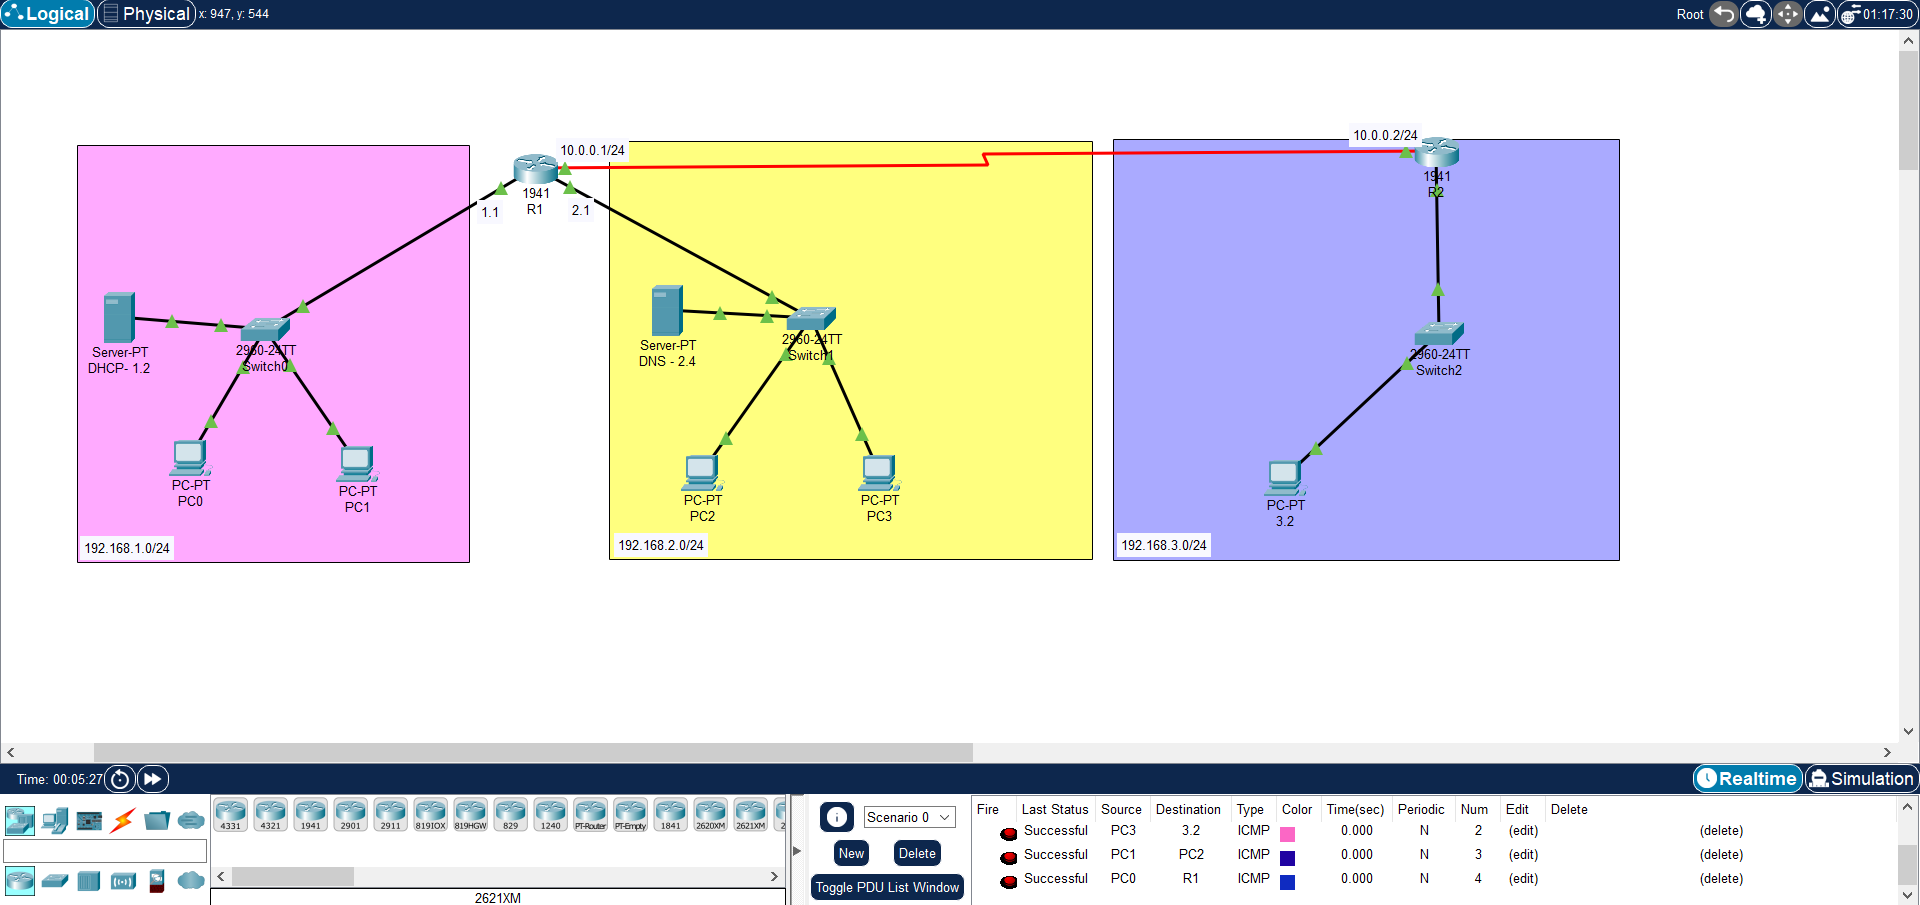 Logical Physical x: 947, y: 544 Root 01:17:30
10.0.0.1/24
10.0.0.2/24
1941
R1
1.1
2.1
1941
R2
Server-PT
DHCP- 1.2
2960-24TT
Switch0
PC-PT
PC0
PC-PT
PC1
192.168.1.0/24
Server-PT
DNS - 2.4
2960-24TT
Switch1
PC-PT
PC2
PC-PT
PC3
192.168.2.0/24
2960-24TT
Switch2
PC-PT
3.2
192.168.3.0/24
Time: 00:05:27 Realtime Simulation
4331 4321 1941 2901 2911 819IOX 819HGW 829 1240 PT-Router PT-Empty 1841 2620XM 2621XM 2
2621XM
Scenario 0
New Delete
Toggle PDU List Window
Fire Last Status Source Destination Type Color Time(sec) Periodic Num Edit Delete
Successful PC3 3.2 ICMP 0.000 N 2 (edit) (delete)
Successful PC1 PC2 ICMP 0.000 N 3 (edit) (delete)
Successful PC0 R1 ICMP 0.000 N 4 (edit) (delete)